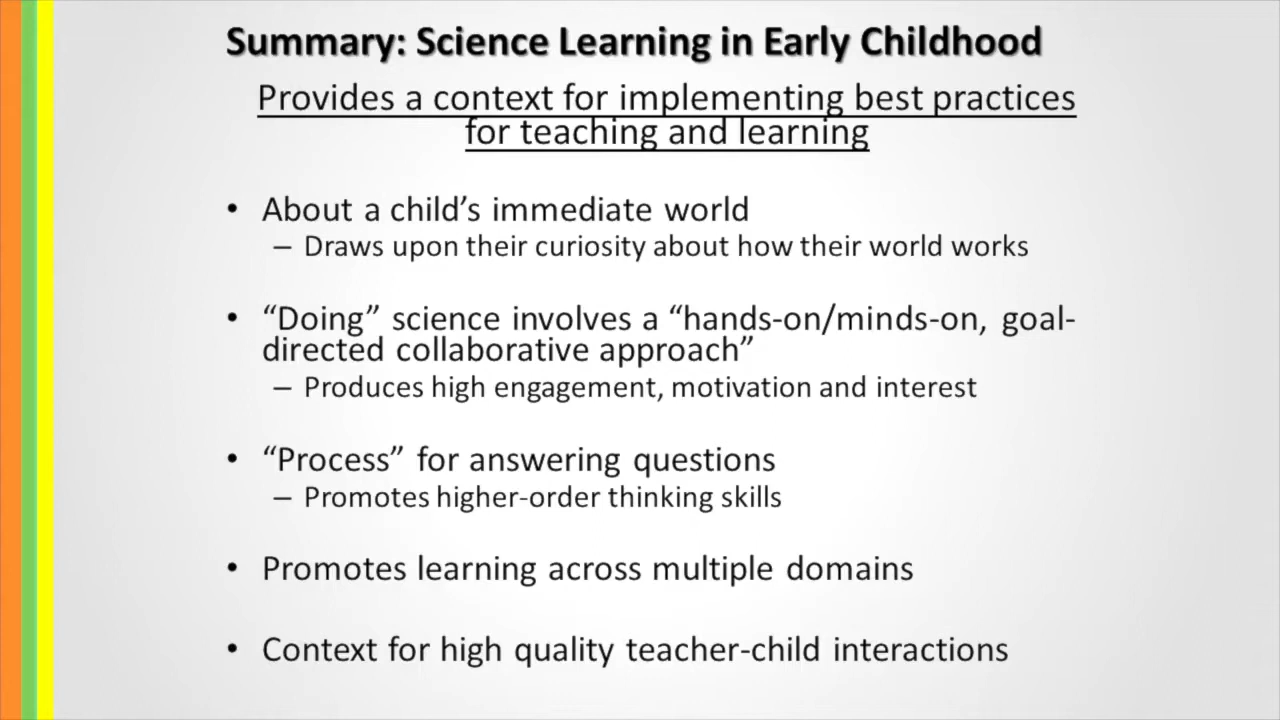 Summary: Science Learning in Early Childhood
Provides a context for implementing best practices
for teaching and learning
• About a child’s immediate world
– Draws upon their curiosity about how their world works
• “Doing” science involves a “hands-on/minds-on, goal-
directed collaborative approach”
– Produces high engagement, motivation and interest
• “Process” for answering questions
– Promotes higher-order thinking skills
• Promotes learning across multiple domains
• Context for high quality teacher-child interactions